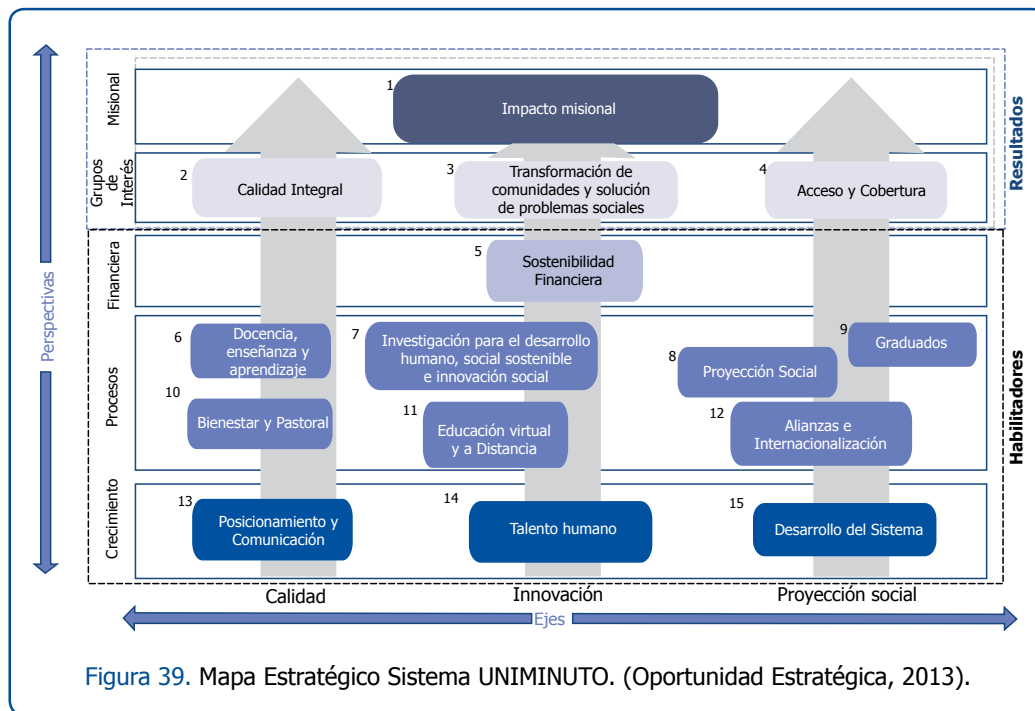 Perspectivas
Misional
1
Impacto misional
Grupos
de
Interés
2
Calidad Integral
3
Transformación de
comunidades y solución
de problemas sociales
4
Acceso y Cobertura
Resultados
Financiera
5
Sostenibilidad
Financiera
Procesos
6
Docencia,
enseñanza y
aprendizaje
7
Investigación para el desarrollo
humano, social sostenible
e innovación social
8
Proyección Social
9
Graduados
10
Bienestar y Pastoral
11
Educación virtual
y a Distancia
12
Alianzas e
Internacionalización
Habilitadores
Crecimiento
13
Posicionamiento y
Comunicación
14
Talento humano
15
Desarrollo del Sistema
Calidad
Innovación
Proyección social
Ejes
Figura 39. Mapa Estratégico Sistema UNIMINUTO. (Oportunidad Estratégica, 2013).